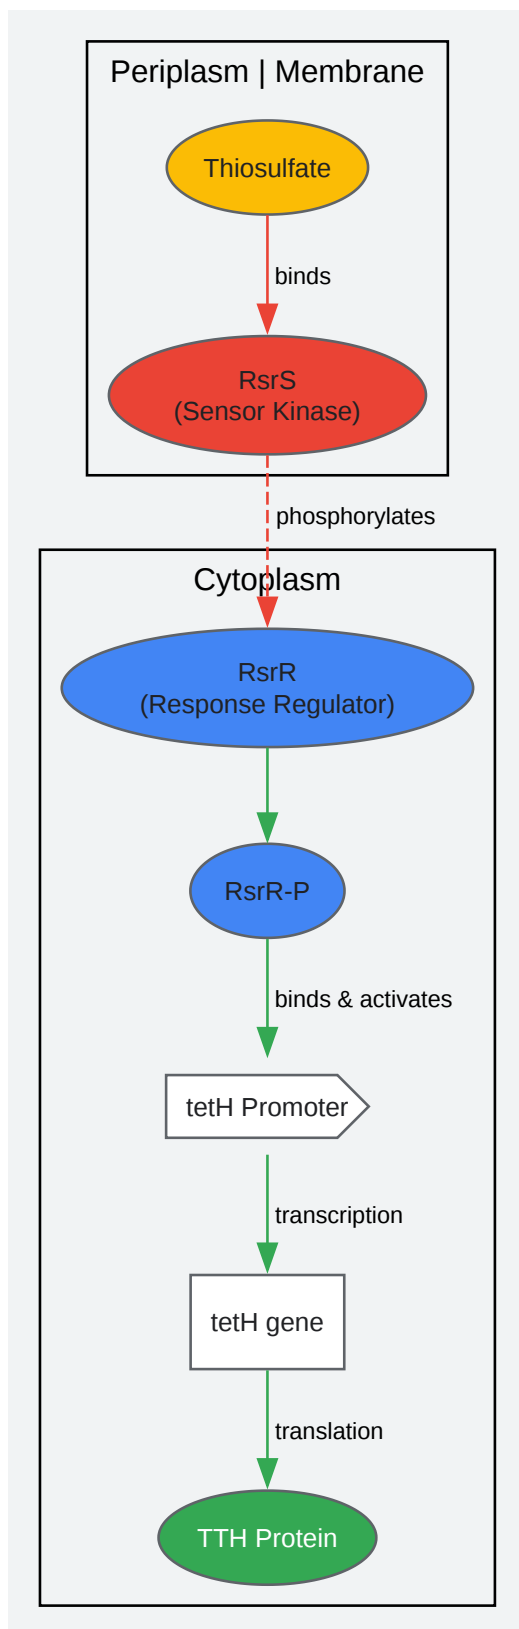 Periplasm | Membrane
Thiosulfate
binds
RsrS
(Sensor Kinase)
phosphorylates
Cytoplasm
RsrR
(Response Regulator)
RsrR-P
binds & activates
tetH Promoter
transcription
tetH gene
translation
TTH Protein